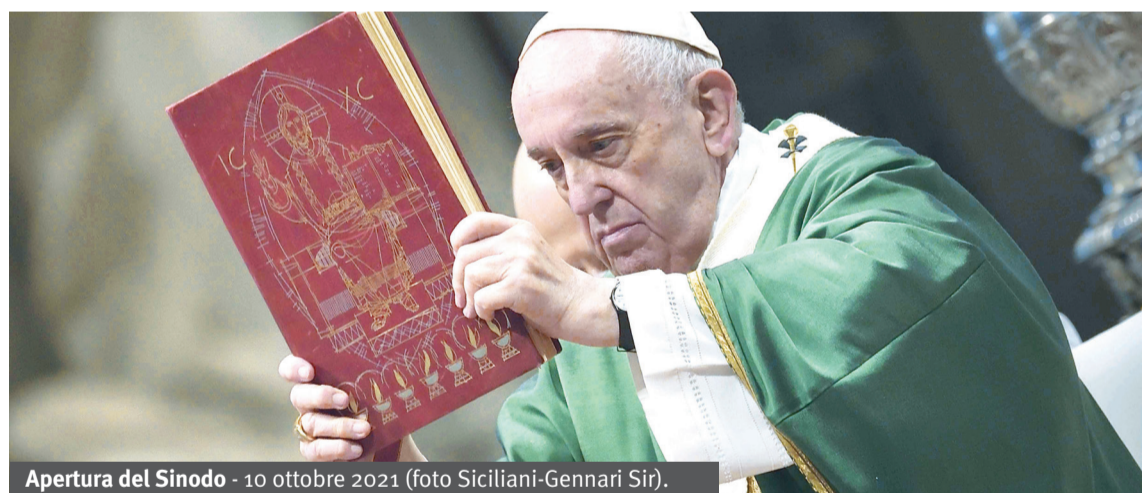 IC
XC
Apertura del Sinodo - 10 ottobre 2021 (foto Siciliani-Gennari Sir).